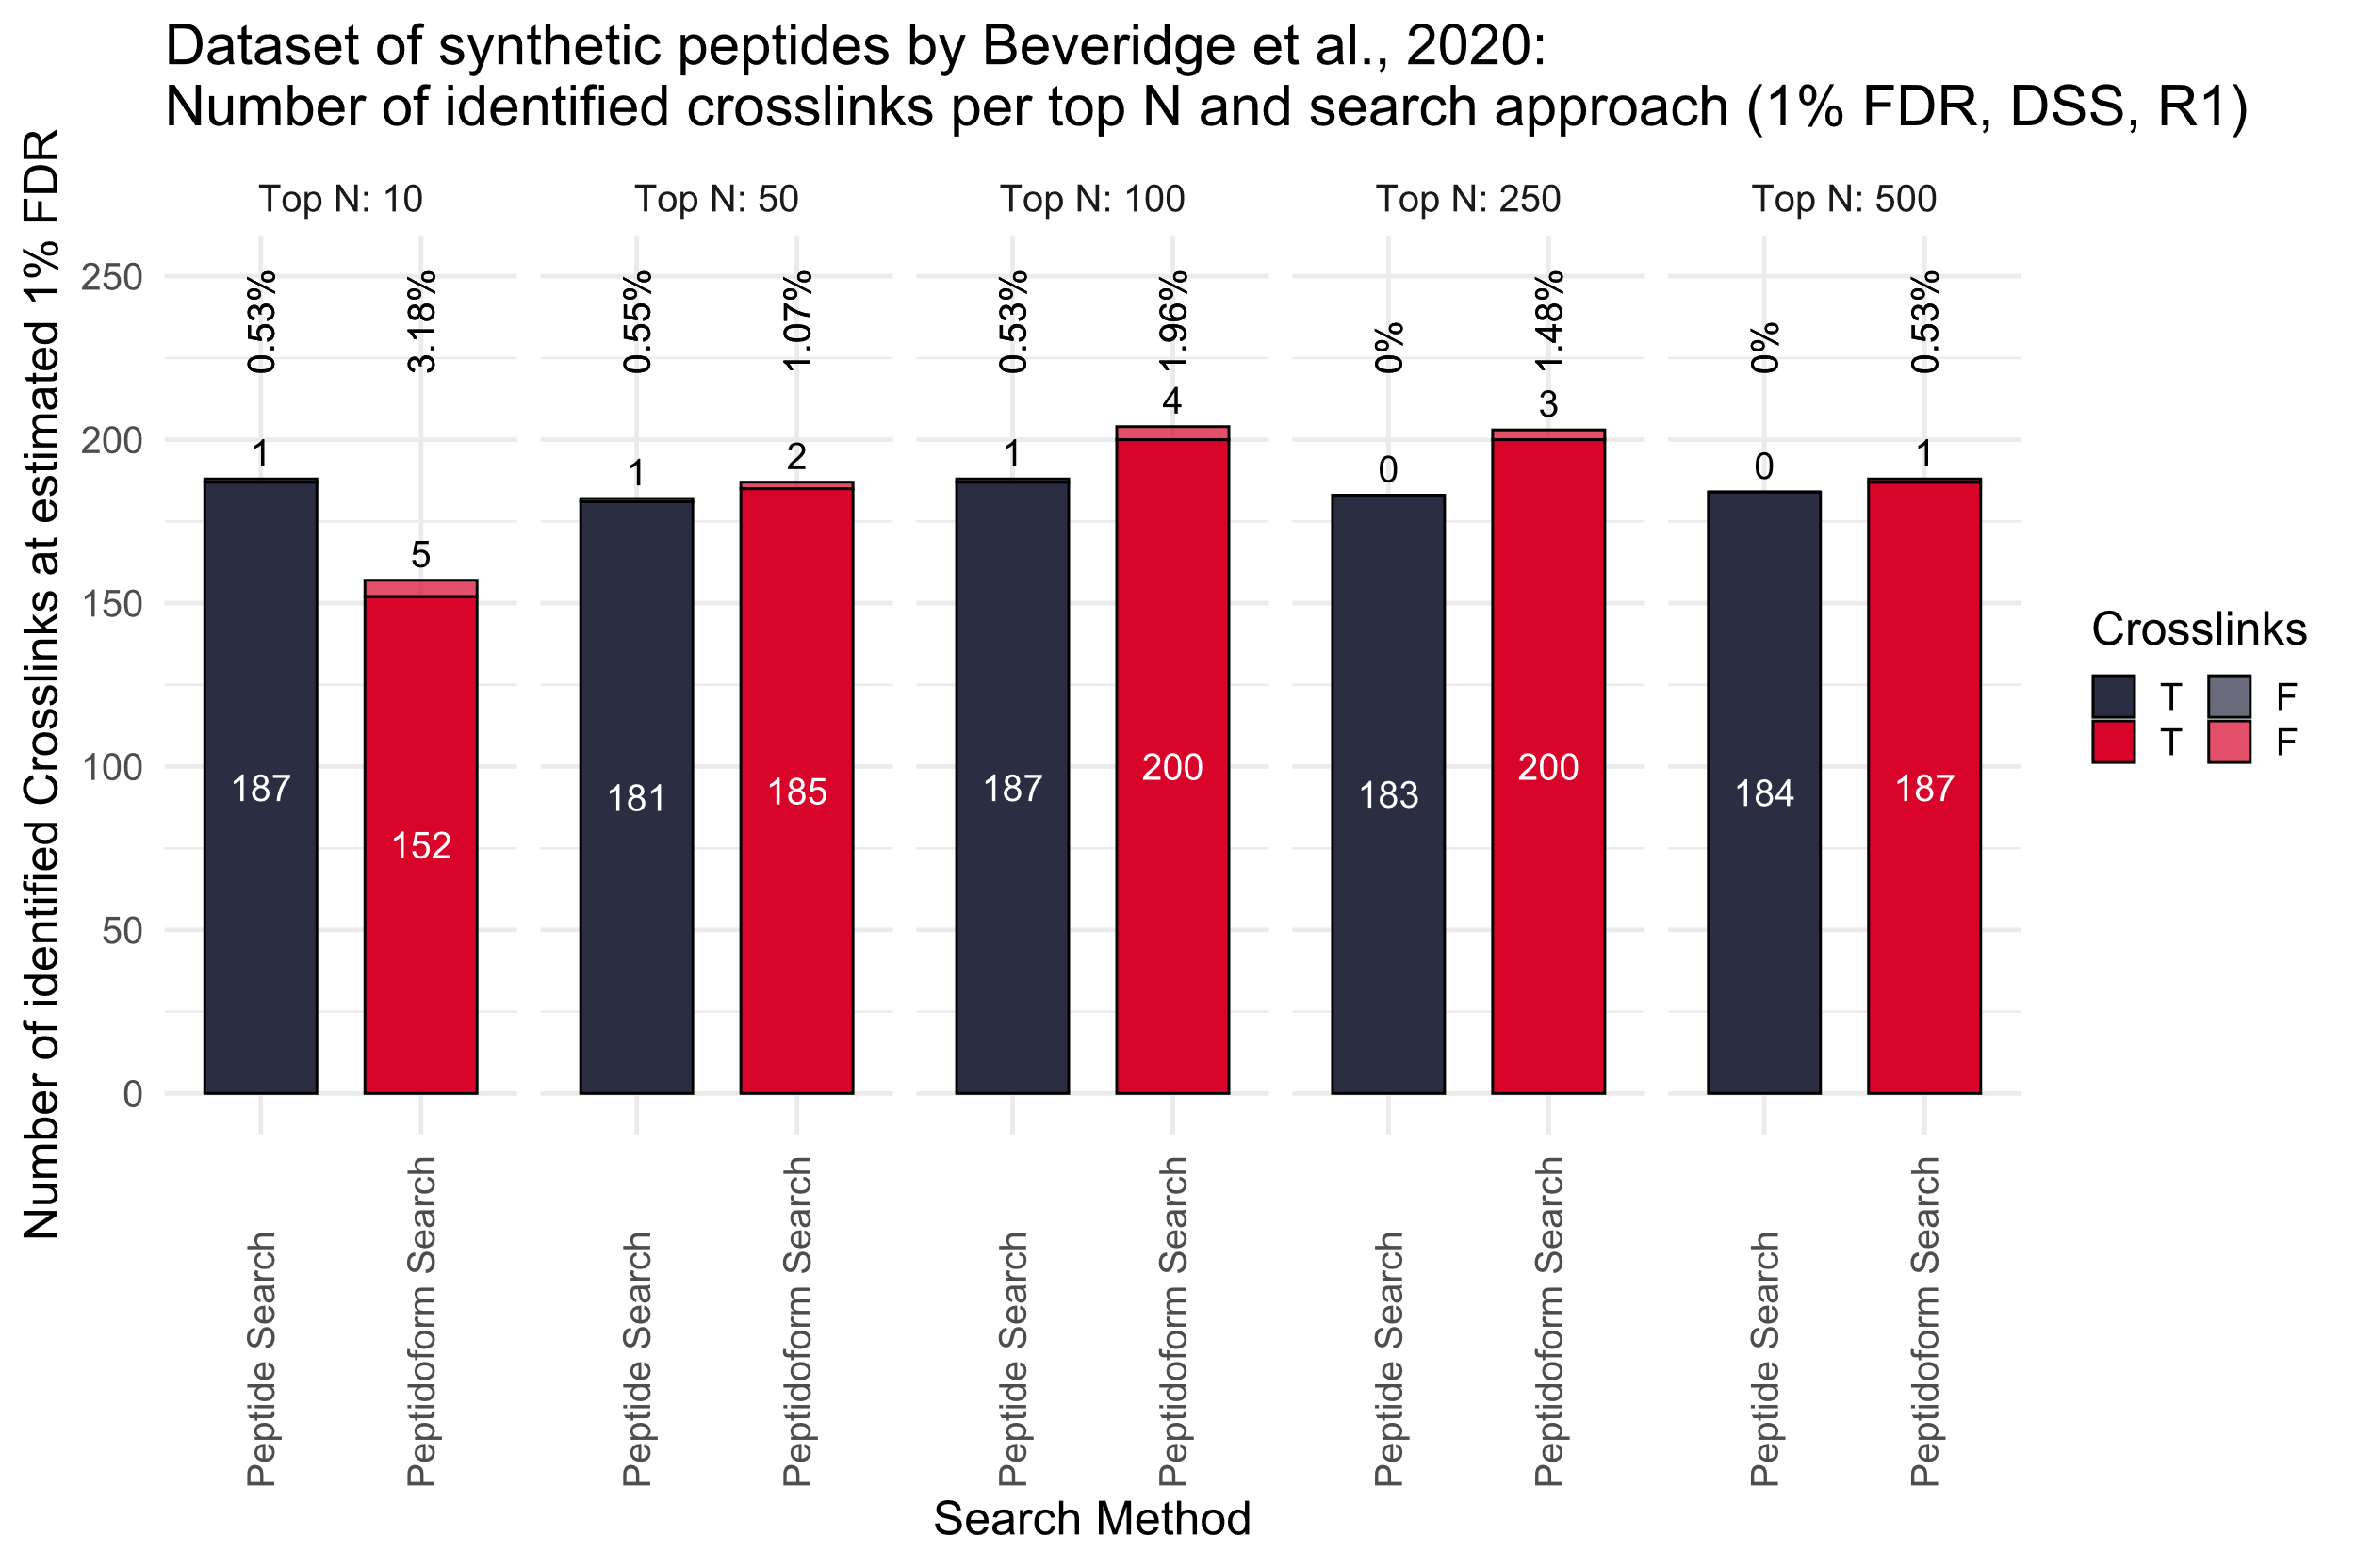 Dataset of synthetic peptides by Beveridge et al., 2020:
Number of identified crosslinks per top N and search approach (1% FDR, DSS, R1)
Number of identified Crosslinks at estimated 1% FDR
Top N: 10
Top N: 50
Top N: 100
Top N: 250
Top N: 500
250
200
150
100
50
0
0.53%
3.18%
0.55%
1.07%
0.53%
1.96%
0%
1.48%
0%
0.53%
1
5
1
2
1
4
0
3
0
1
187
152
181
185
187
200
183
200
184
187
Peptide Search
Peptidoform Search
Peptide Search
Peptidoform Search
Peptide Search
Peptidoform Search
Peptide Search
Peptidoform Search
Peptide Search
Peptidoform Search
Search Method
Crosslinks
T F
T F